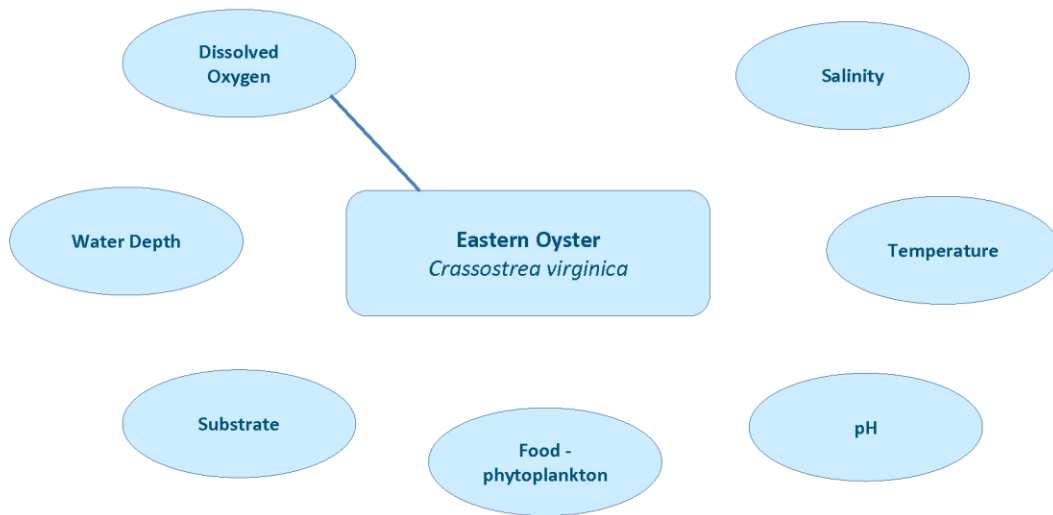 Dissolved
Oxygen
Salinity
Water Depth
Eastern Oyster
Crassostrea virginica
Temperature
Substrate
Food -
phytoplankton
pH